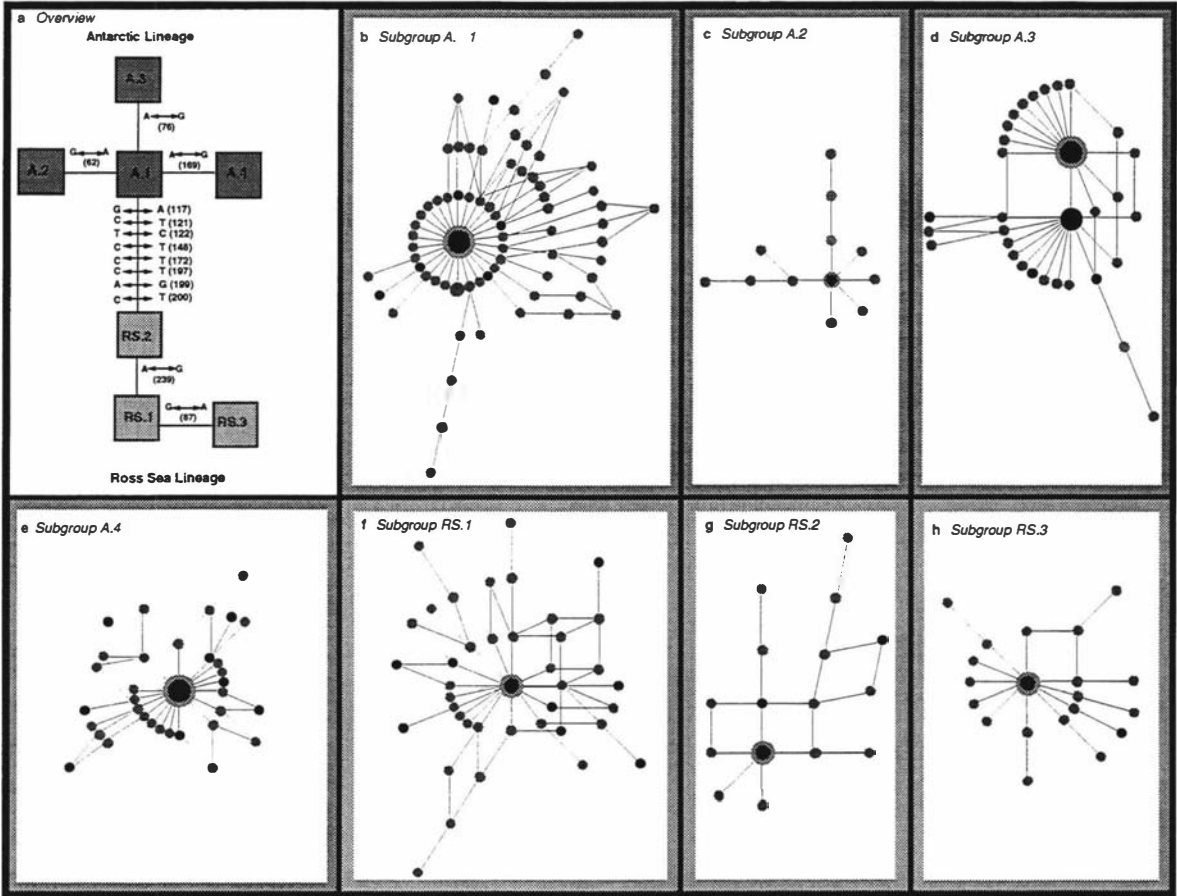 a Overview
Antarctic Lineage
A.3
A G
(76)
G A
(62)
A G
(169)
A.2
A.1
A.4
G A (117)
C T (121)
T C (122)
C T (148)
C T (172)
C T (197)
A G (199)
C T (200)
RS.2
A G
(239)
G A
(87)
RS.1
RS.3
Ross Sea Lineage
b Subgroup A. 1
c Subgroup A.2
d Subgroup A.3
e Subgroup A.4
f Subgroup RS.1
g Subgroup RS.2
h Subgroup RS.3